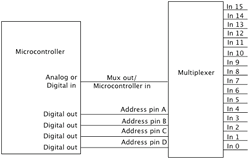 Microcontroller
Analog or
Digital in
Digital out
Digital out
Digital out
Digital out
Mux out/
Microcontroller in
Address pin A
Address pin B
Address pin C
Address pin D
Multiplexer
In 15
In 14
In 13
In 12
In 11
In 10
In 9
In 8
In 7
In 6
In 5
In 4
In 3
In 2
In 1
In 0